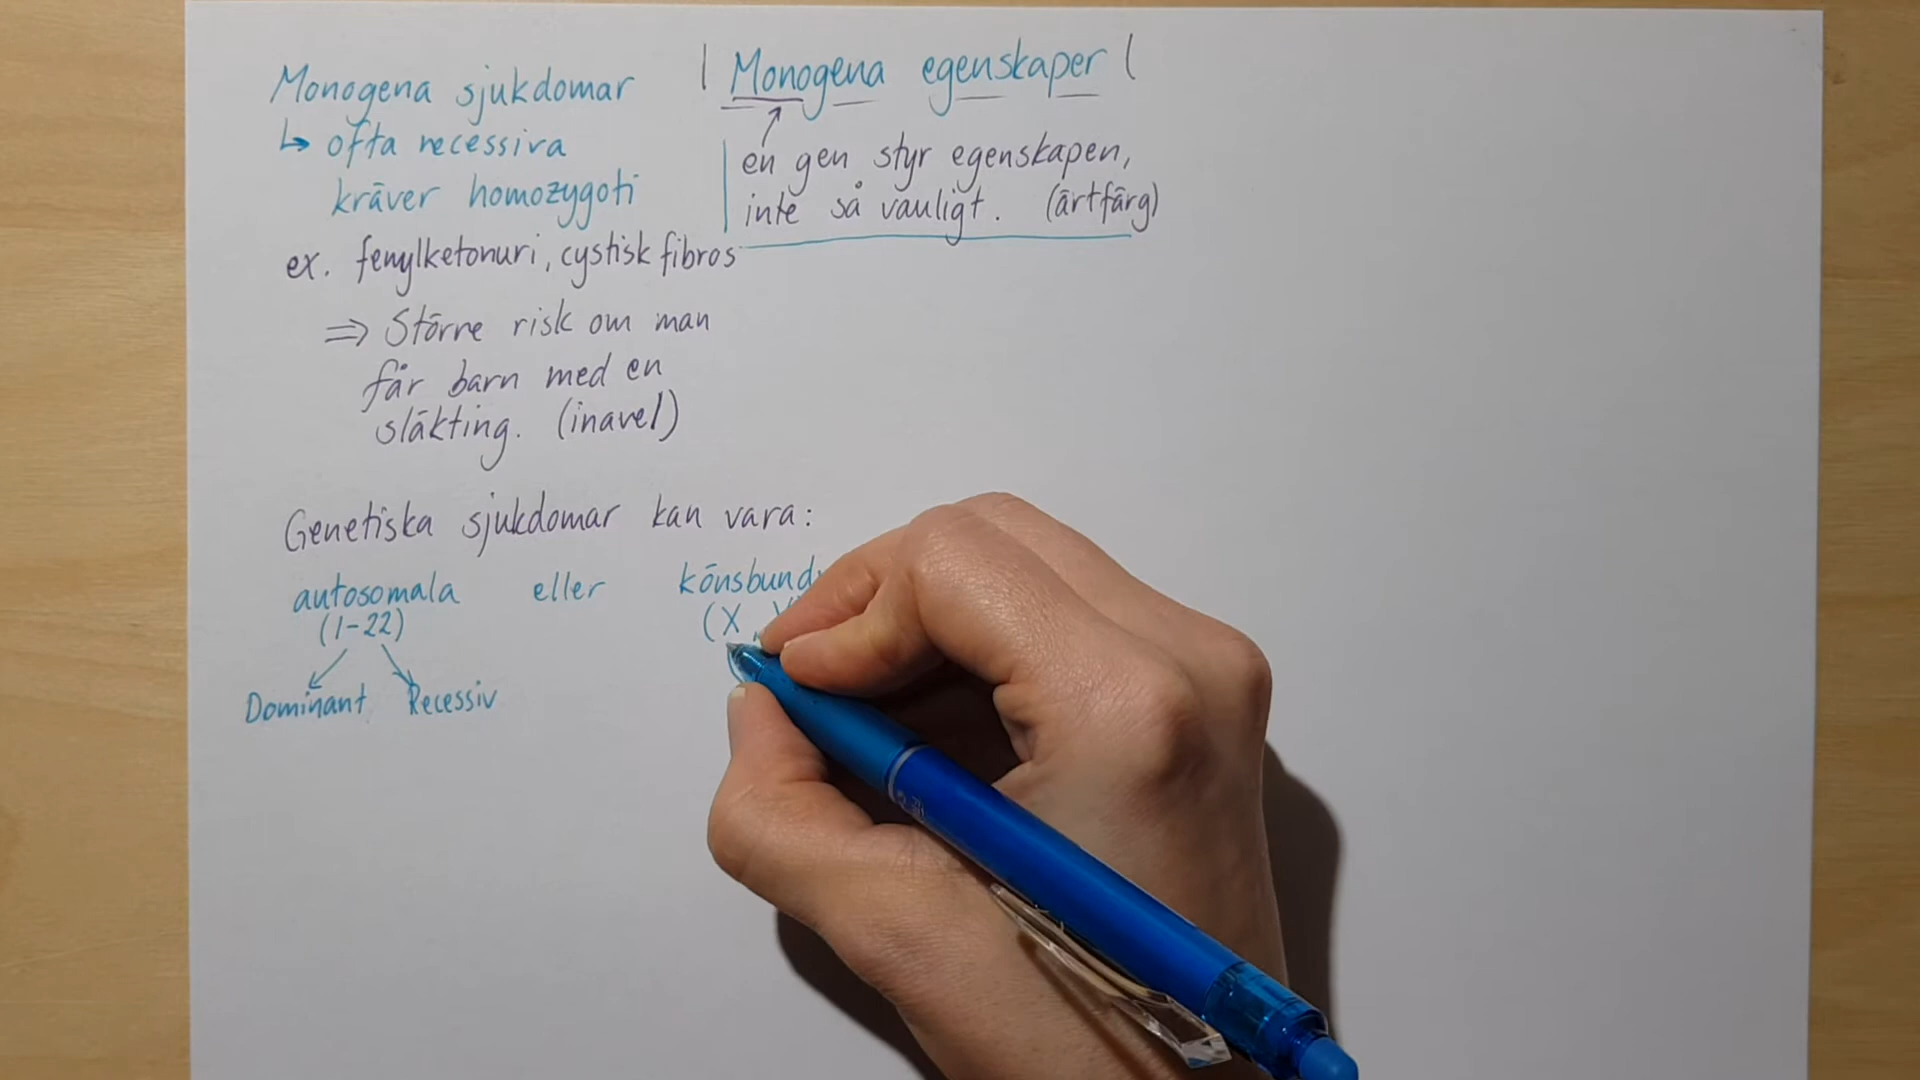 Monogena egenskaper
en gen styr egenskapen,
inte så vanligt. (ärtfärg)
Monogena sjukdomar
↳ ofta recessiva
kräver homozygoti
ex. fenylketonuri, cystisk fibros
⇒ Större risk om man
får barn med en
släkting. (inavel)
Genetiska sjukdomar kan vara:
autosomala eller
(1-22) (X
Dominant Recessiv